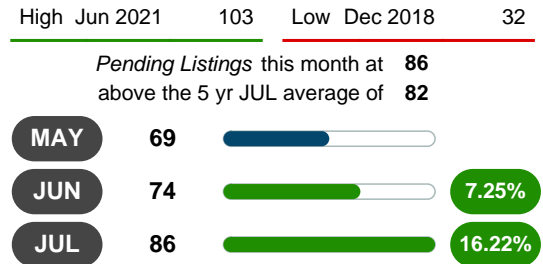 High Jun 2021 103 Low Dec 2018 32
Pending Listings this month at 86
above the 5 yr JUL average of 82
MAY 69
JUN 74 7.25%
JUL 86 16.22%